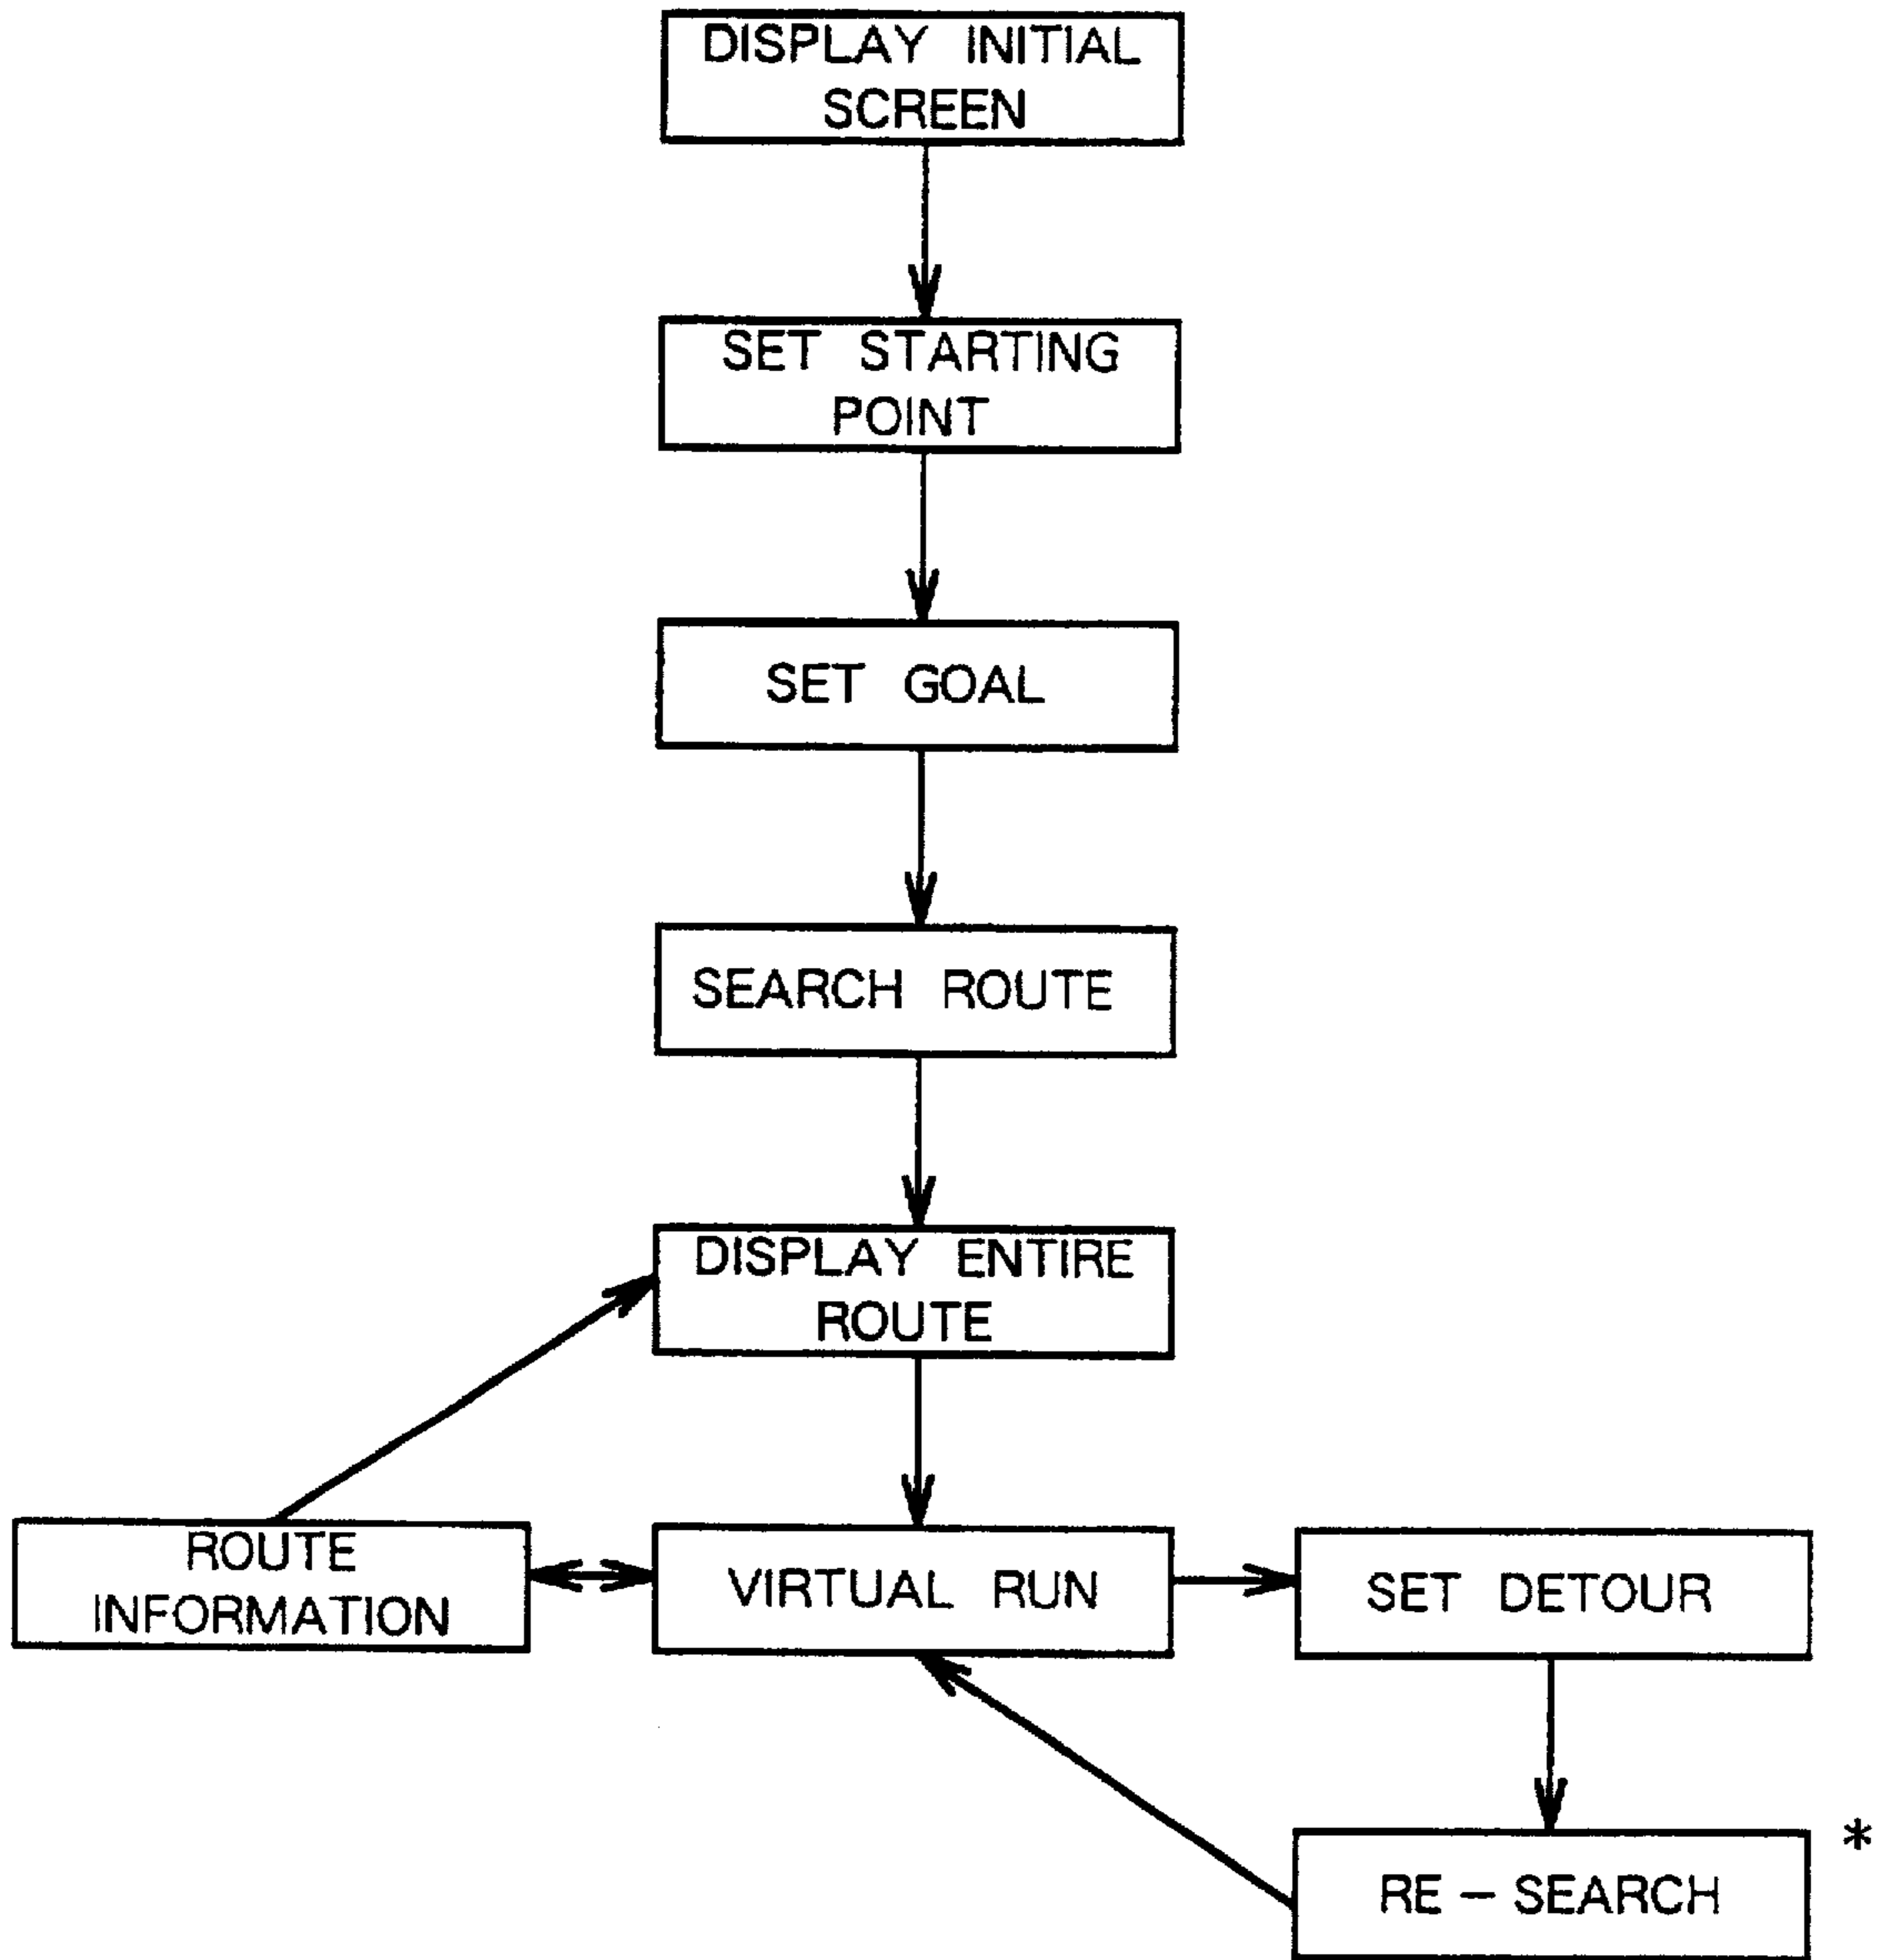 DISPLAY INITIAL
SCREEN
SET STARTING
POINT
SET GOAL
SEARCH ROUTE
DISPLAY ENTIRE
ROUTE
ROUTE
INFORMATION
VIRTUAL RUN
SET DETOUR
RE – SEARCH
*